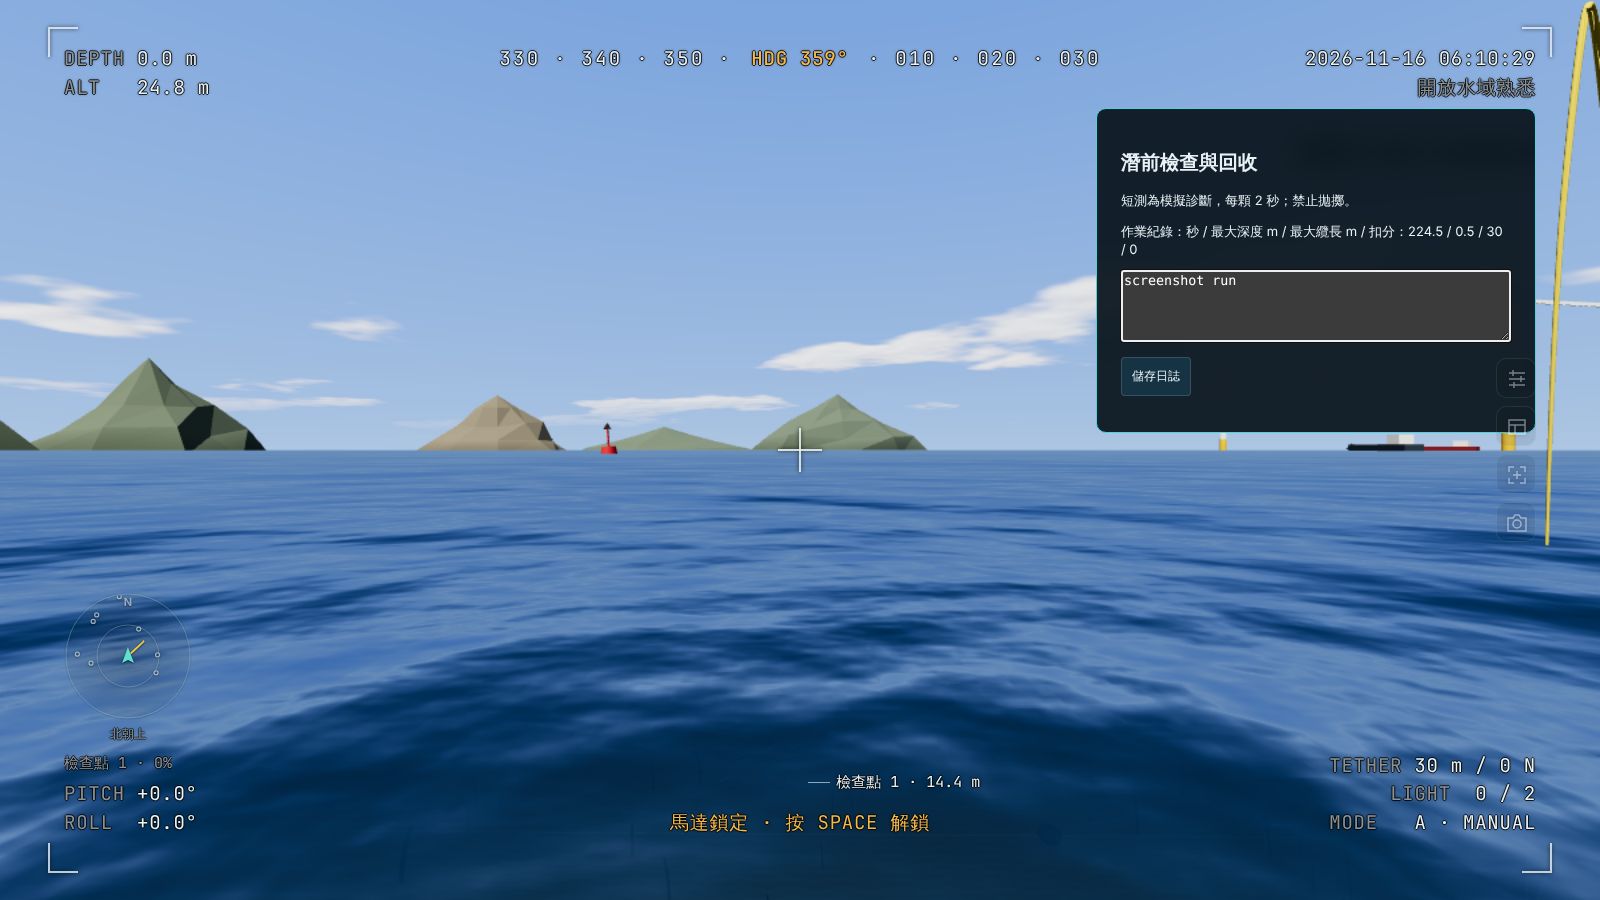 DEPTH 0.0 m
ALT 24.8 m
330 · 340 · 350 · HDG 359° · 010 · 020 · 030
2026-11-16 06:10:29
開放水域熟悉
潛前檢查與回收
短測為模擬診斷，每顆 2 秒；禁止拋擲。
作業紀錄：秒 / 最大深度 m / 最大纜長 m / 扣分：224.5 / 0.5 / 30
/ 0
screenshot run
儲存日誌
N
北朝上
檢查點 1 · 0%
PITCH +0.0°
ROLL +0.0°
檢查點 1 · 14.4 m
馬達鎖定 · 按 SPACE 解鎖
TETHER 30 m / 0 N
LIGHT 0 / 2
MODE A · MANUAL